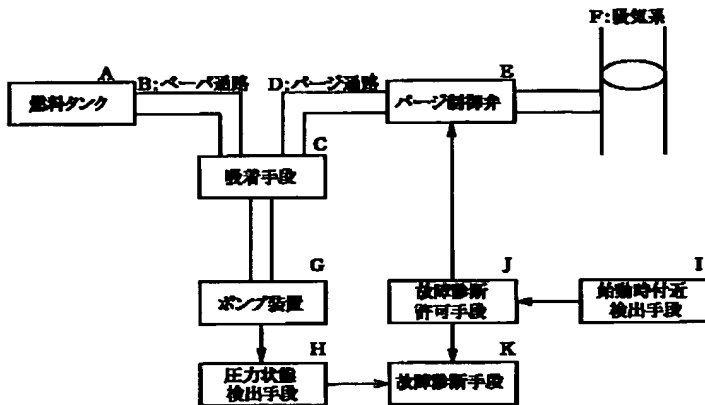 F:吸気系
A
B:ベーパ通路
D:パージ通路
E
燃料タンク
パージ制御弁
C
吸着手段
G
J
I
ポンプ装置
故障診断
許可手段
始動時付近
検出手段
H
K
圧力状態
検出手段
故障診断手段